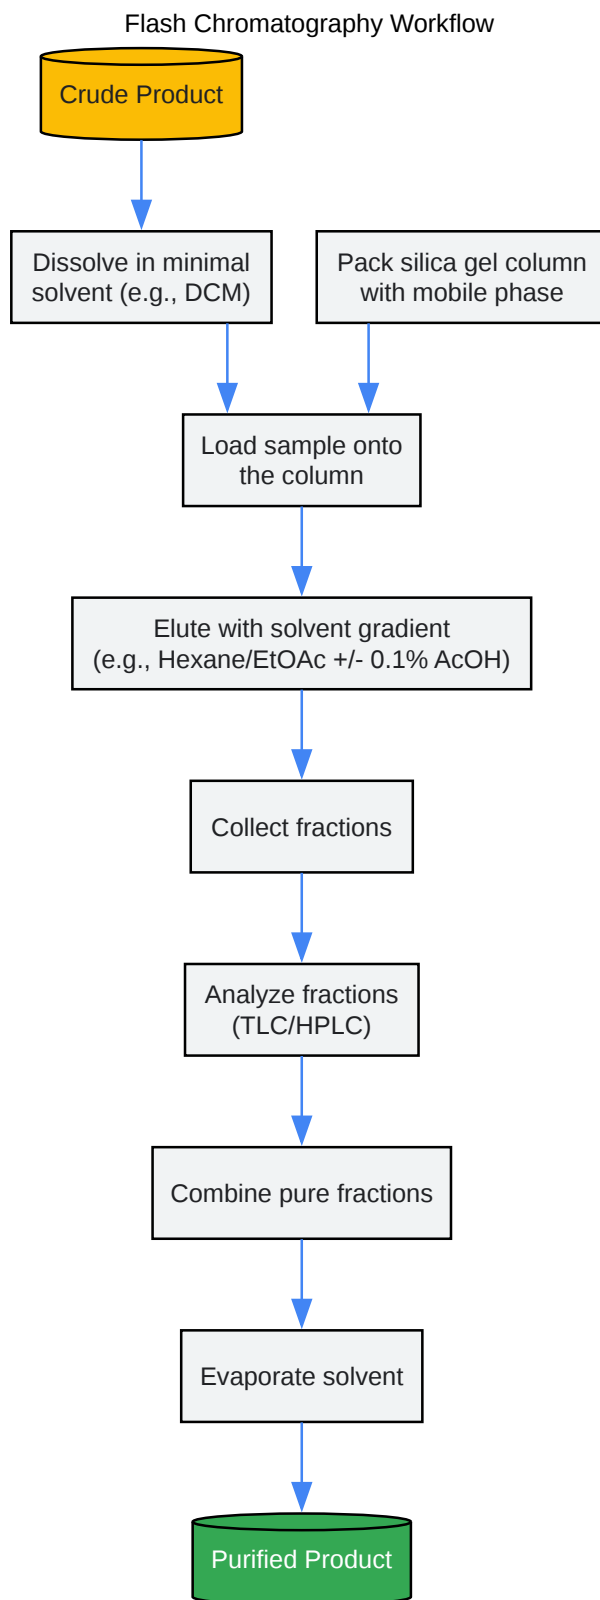 Flash Chromatography Workflow
Crude Product
Dissolve in minimal
solvent (e.g., DCM)
Pack silica gel column
with mobile phase
Load sample onto
the column
Elute with solvent gradient
(e.g., Hexane/EtOAc +/- 0.1% AcOH)
Collect fractions
Analyze fractions
(TLC/HPLC)
Combine pure fractions
Evaporate solvent
Purified Product